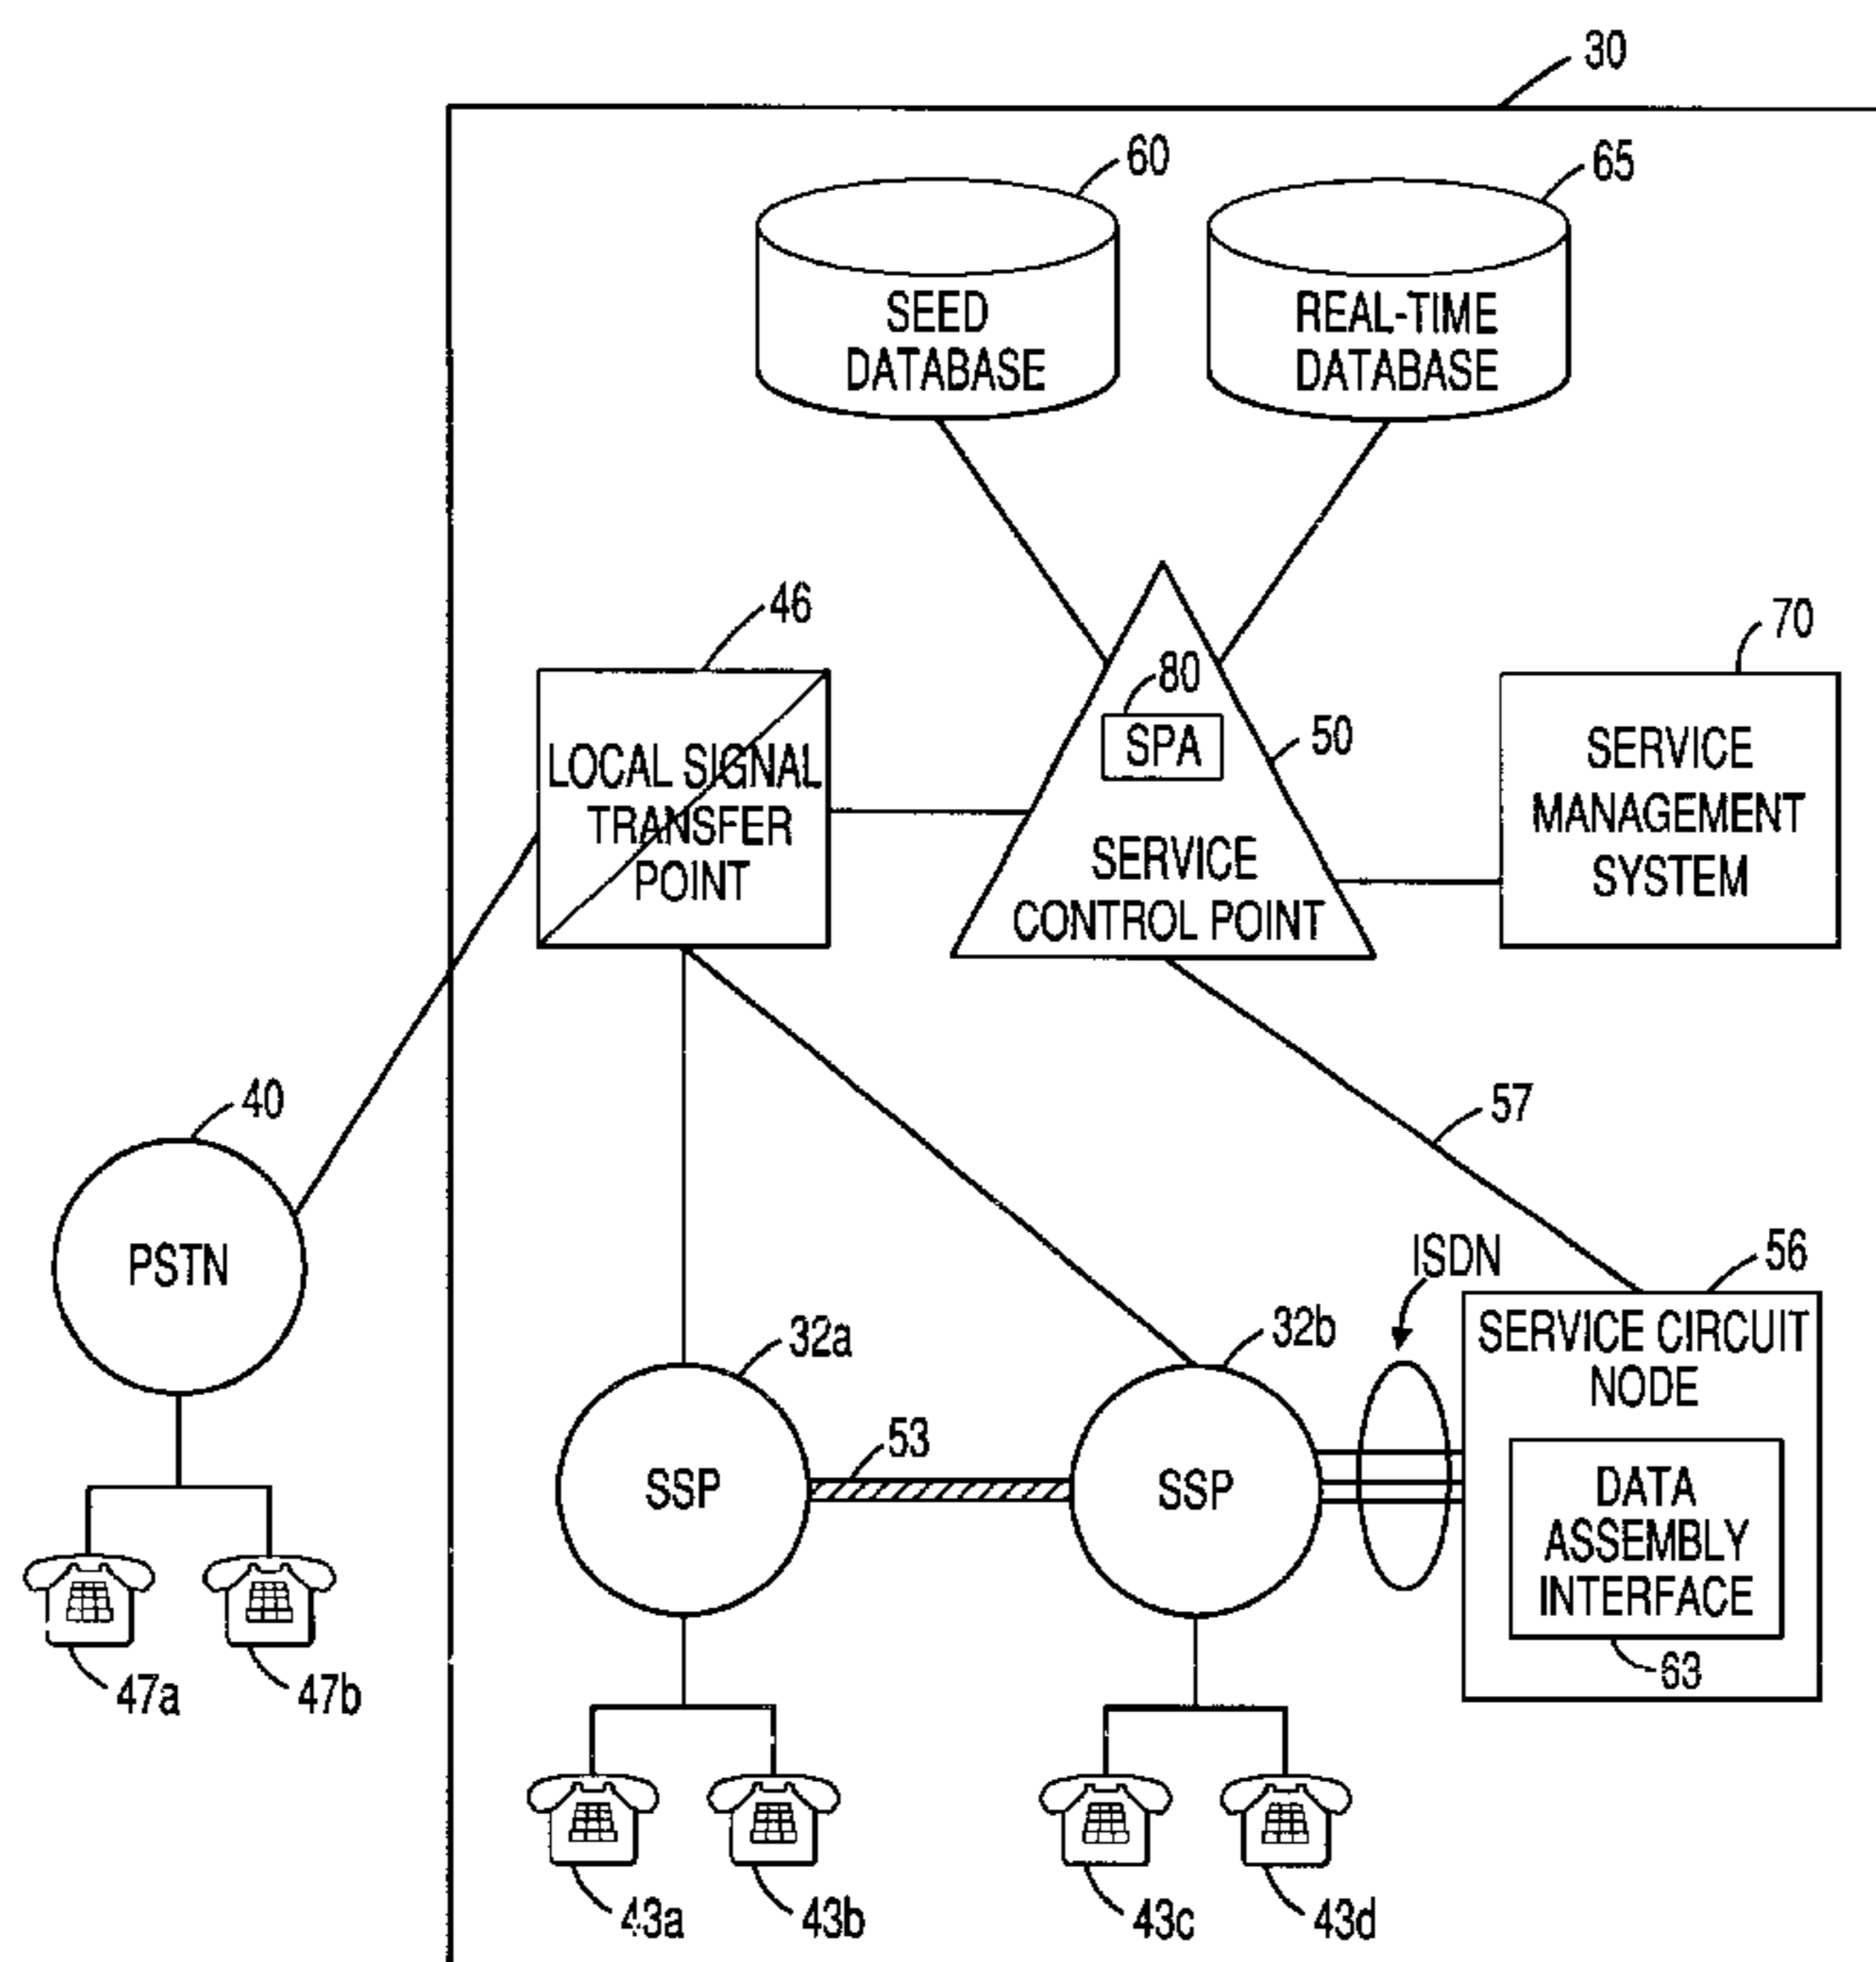 30
60
65
SEED
DATABASE
REAL-TIME
DATABASE
46
70
80
SPA
50
LOCAL SIGNAL
TRANSFER
POINT
SERVICE
CONTROL POINT
SERVICE
MANAGEMENT
SYSTEM
40
57
PSTN
ISDN
56
32a
32b
SERVICE CIRCUIT
NODE
53
SSP
SSP
DATA
ASSEMBLY
INTERFACE
63
47a
47b
43a
43b
43c
43d